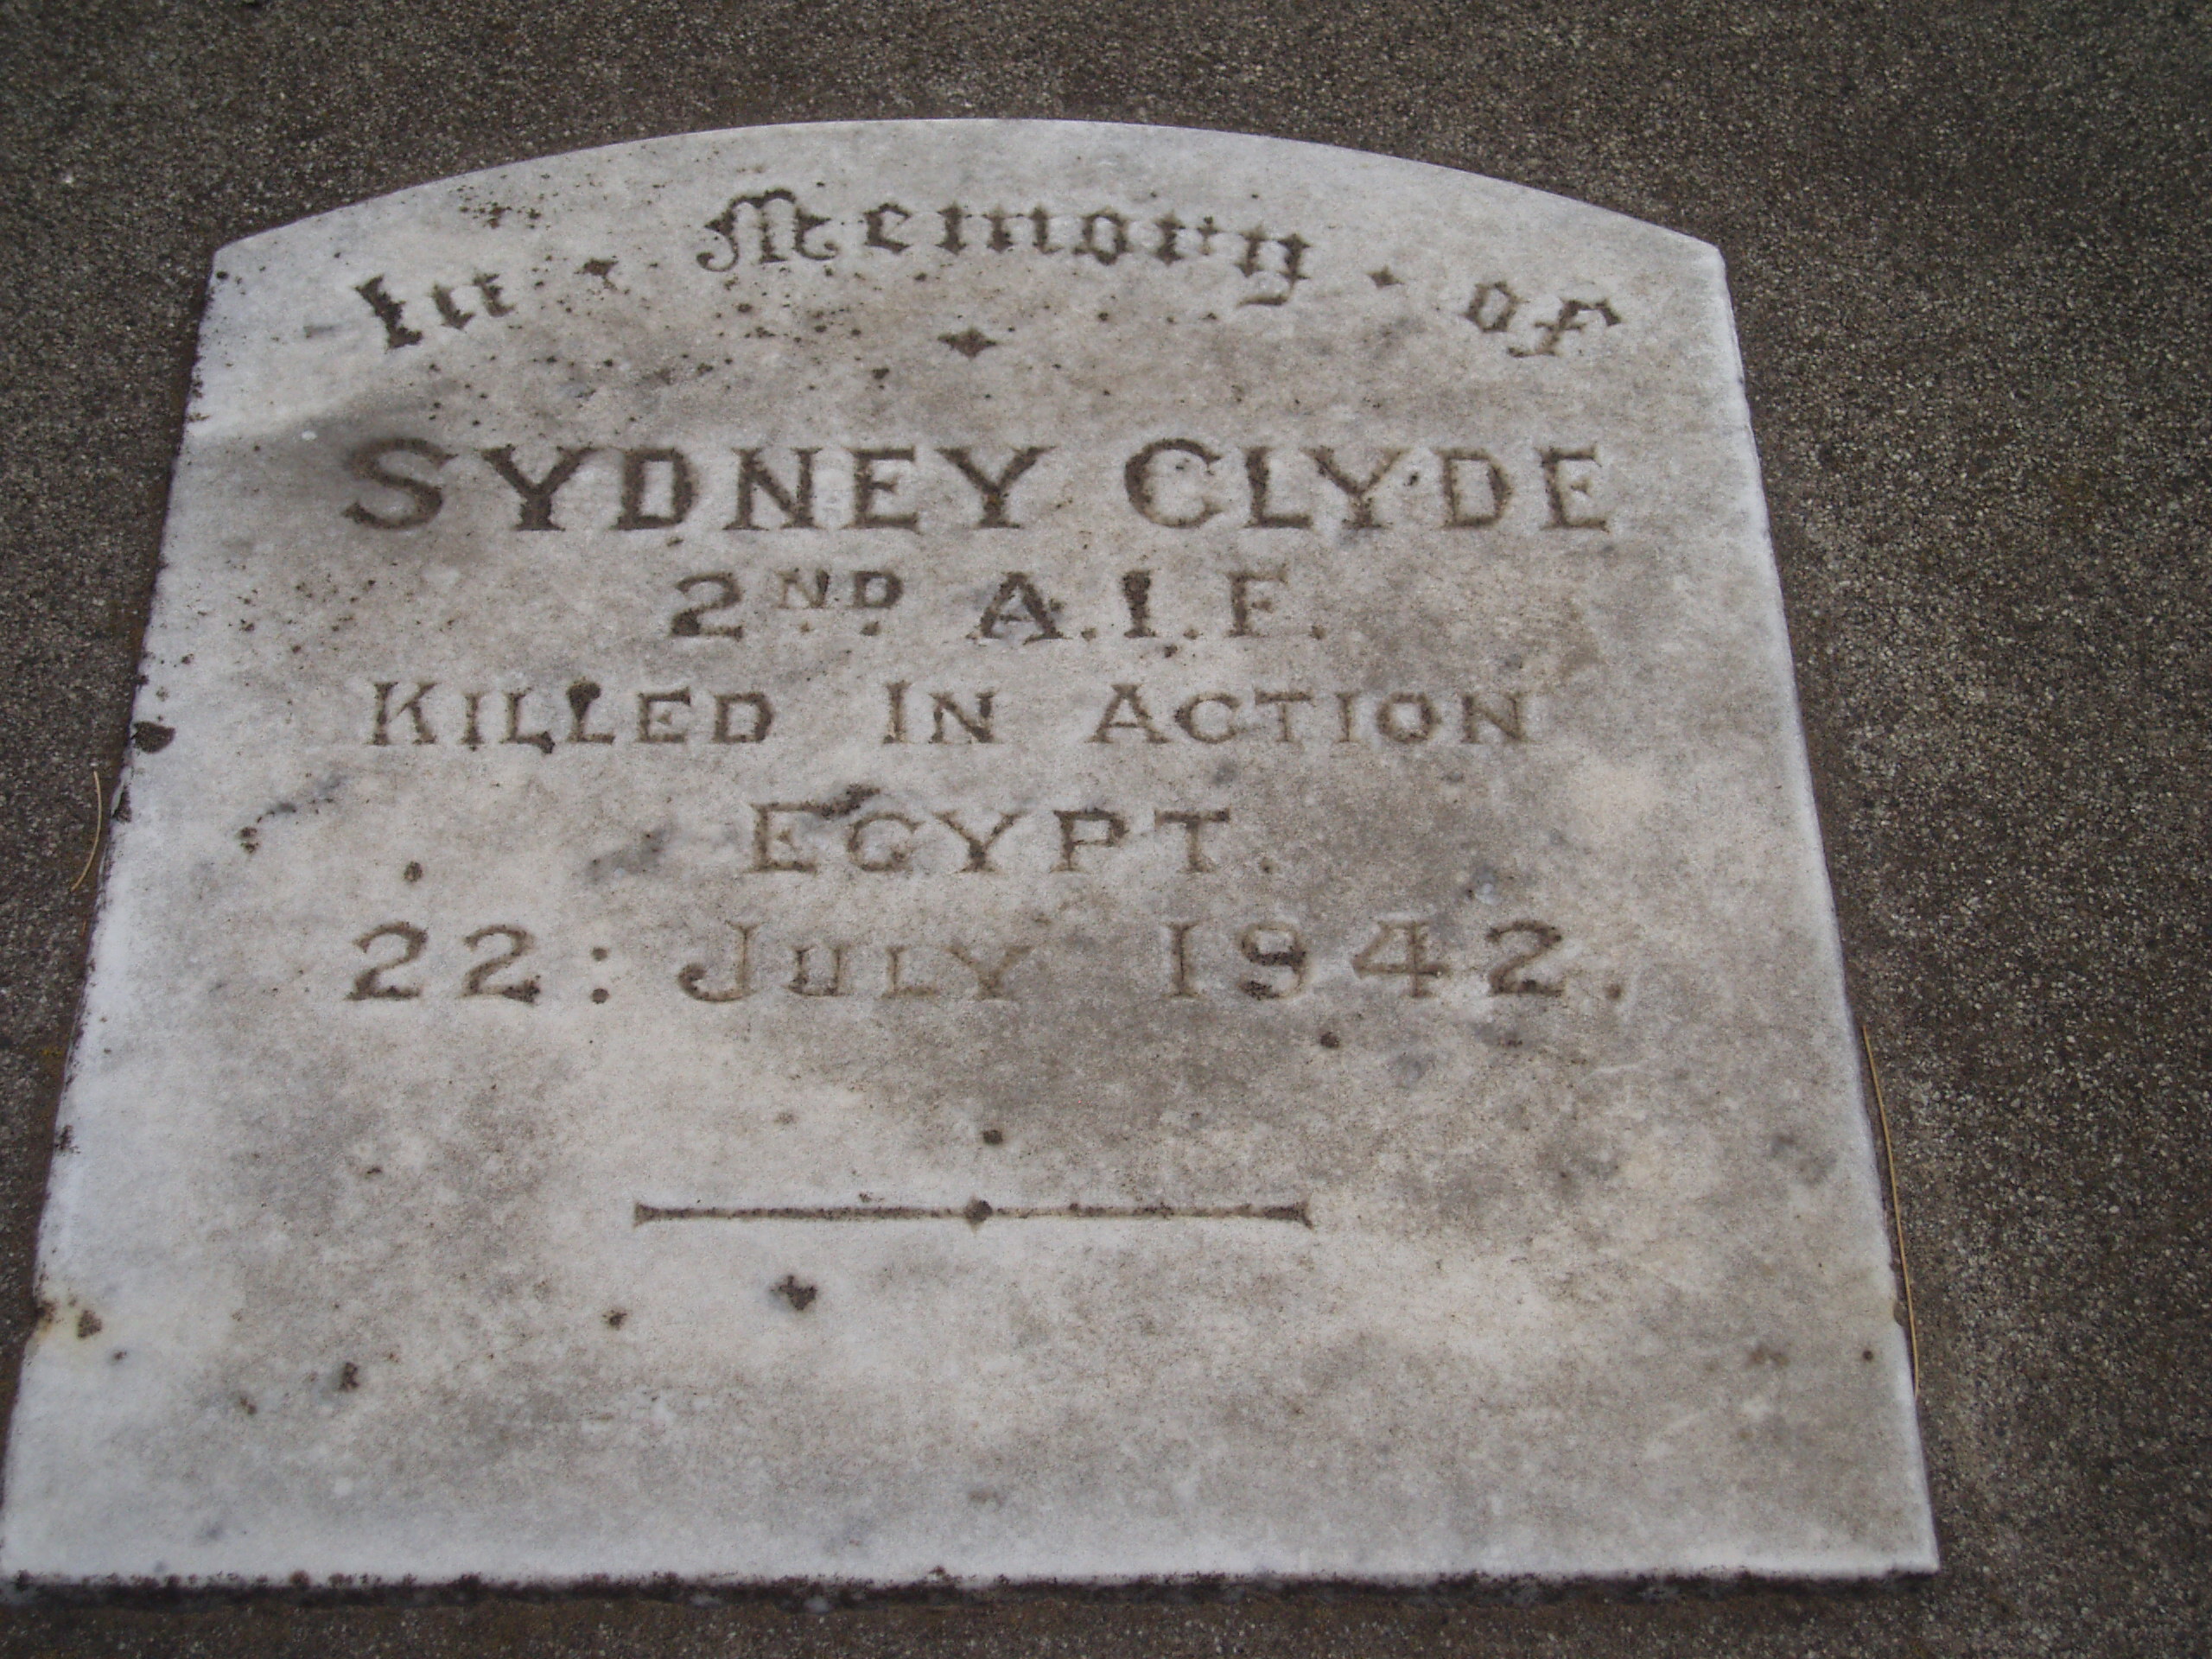 In · Memory · of
SYDNEY CLYDE
2ND A.I.F.
KILLED IN ACTION
EGYPT.
22: JULY 1942.